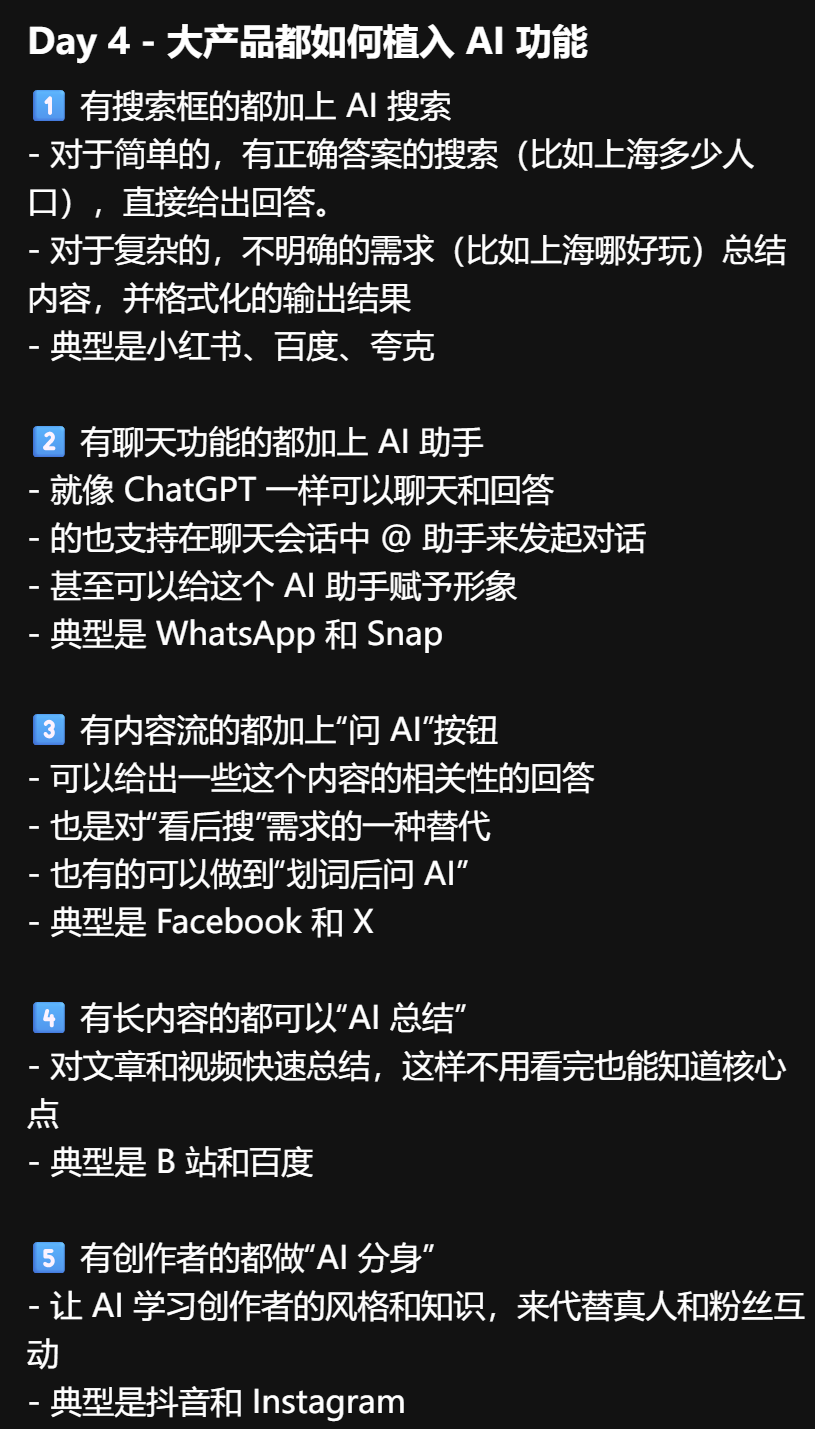 Day 4 - 大产品都如何植入 AI 功能
1️⃣ 有搜索框的都加上 AI 搜索
- 对于简单的，有正确答案的搜索（比如上海多少人
口），直接给出回答。
- 对于复杂的，不明确的需求（比如上海哪好玩）总结
内容，并格式化的输出结果
- 典型是小红书、百度、夸克
2️⃣ 有聊天功能的都加上 AI 助手
- 就像 ChatGPT 一样可以聊天和回答
- 的也支持在聊天会话中 @ 助手来发起对话
- 甚至可以给这个 AI 助手赋予形象
- 典型是 WhatsApp 和 Snap
3️⃣ 有内容流的都加上“问 AI”按钮
- 可以给出一些这个内容的相关性的回答
- 也是对“看后搜”需求的一种替代
- 也有的可以做到“划词后问 AI”
- 典型是 Facebook 和 X
4️⃣ 有长内容的都可以“AI 总结”
- 对文章和视频快速总结，这样不用看完也能知道核心
点
- 典型是 B 站和百度
5️⃣ 有创作者的都做“AI 分身”
- 让 AI 学习创作者的风格和知识，来代替真人和粉丝互
动
- 典型是抖音和 Instagram